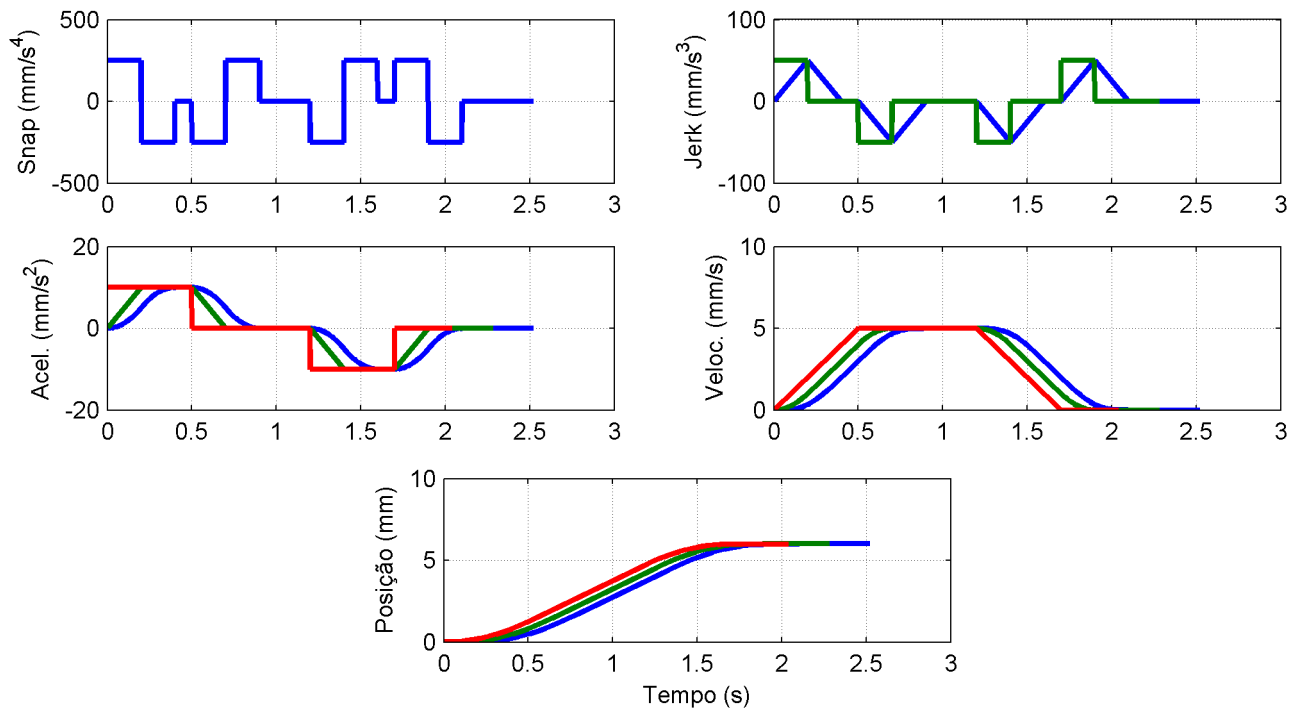 Snap (mm/s⁴)
500
0
-500
0 0.5 1 1.5 2 2.5 3
Jerk (mm/s³)
100
0
-100
0 0.5 1 1.5 2 2.5 3
Acel. (mm/s²)
20
10
0
-10
-20
0 0.5 1 1.5 2 2.5 3
Veloc. (mm/s)
10
5
0
0 0.5 1 1.5 2 2.5 3
Posição (mm)
10
5
0
0 0.5 1 1.5 2 2.5 3
Tempo (s)